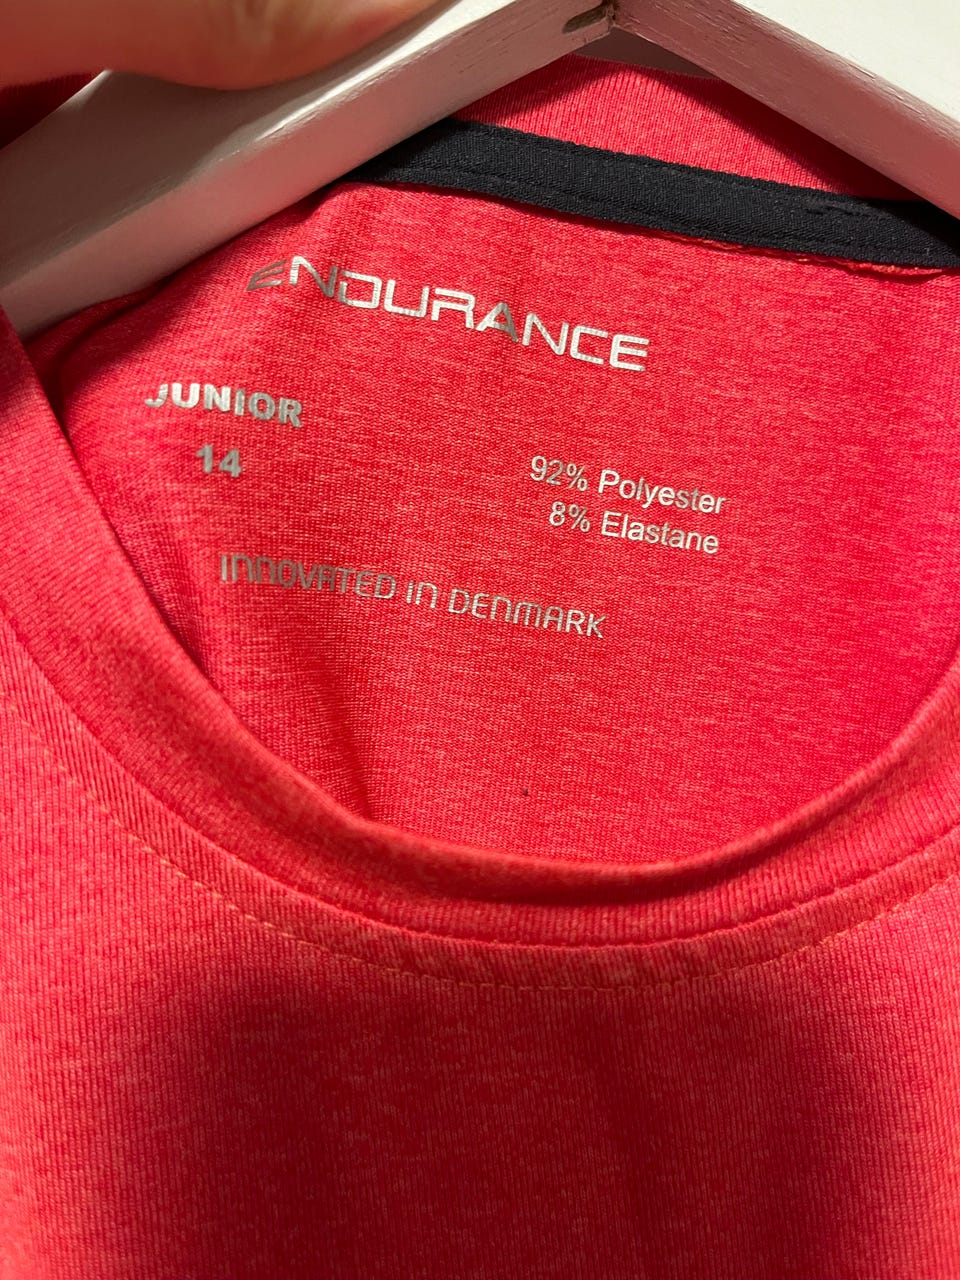 ENDURANCE
JUNIOR
14
92% Polyester
8% Elastane
INNOVATED IN DENMARK